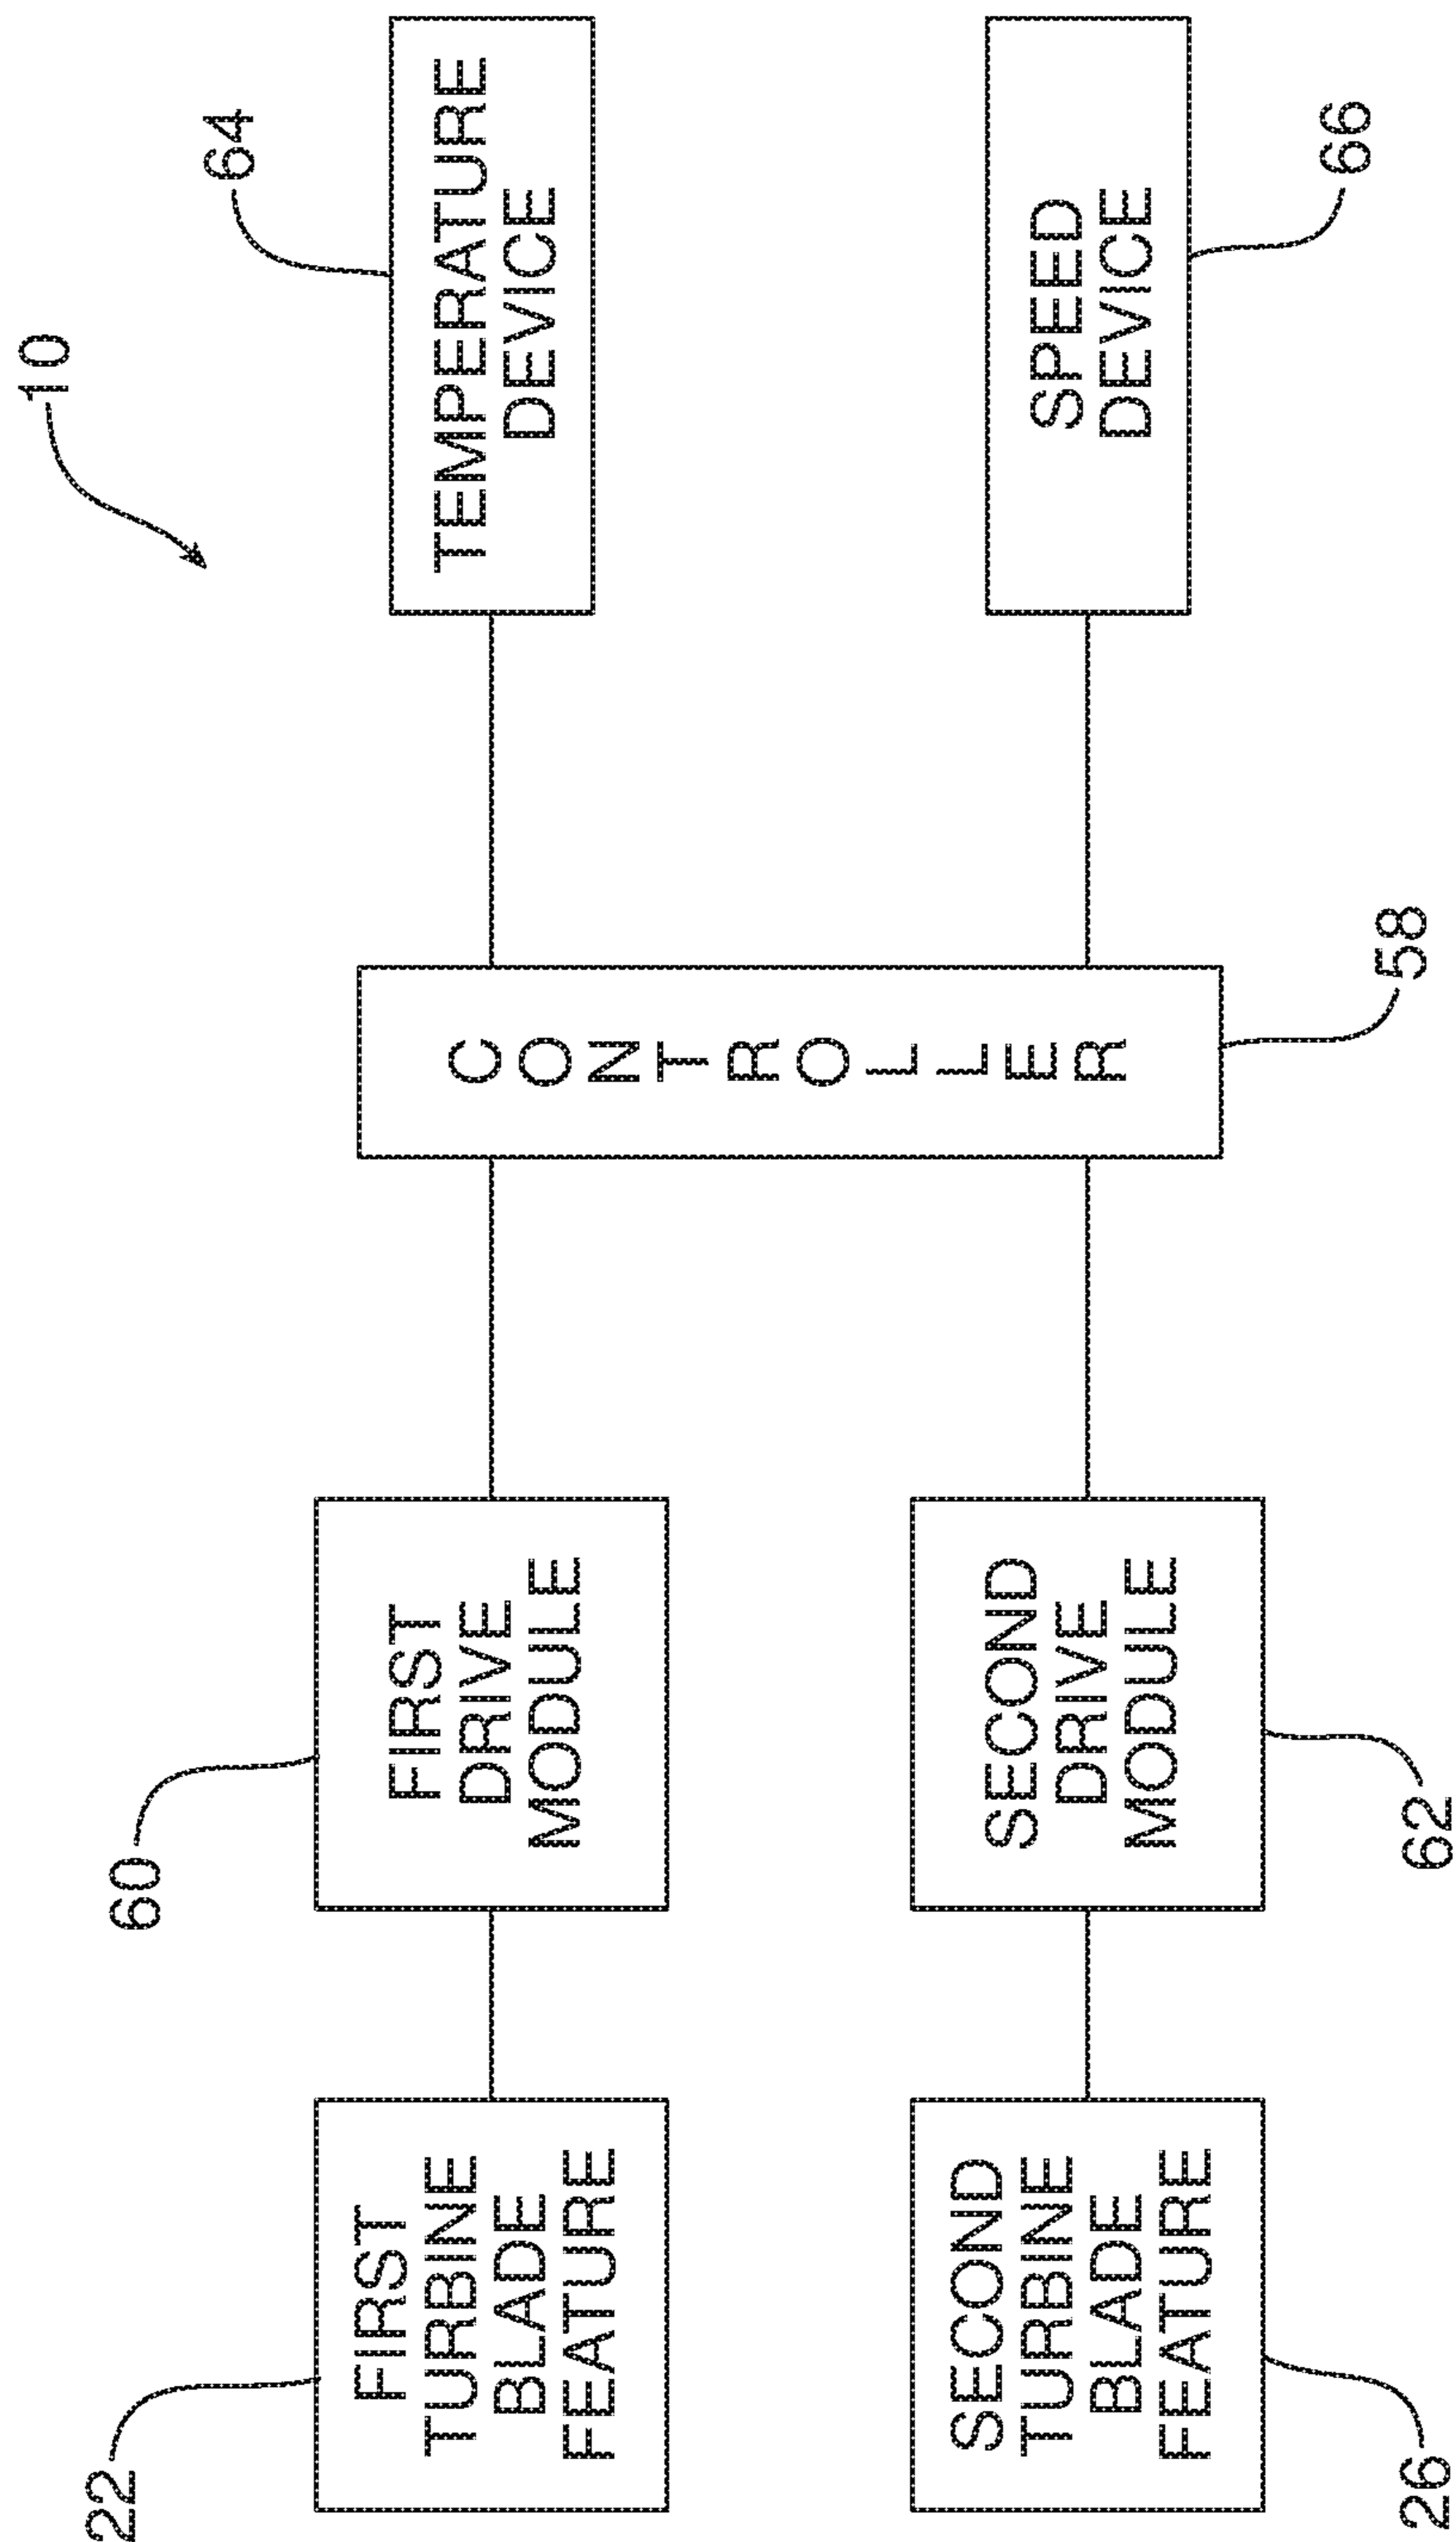 10
22
FIRST
TURBINE
BLADE
FEATURE
60
FIRST
DRIVE
MODULE
CONTROLLER
58
64
TEMPERATURE
DEVICE
SECOND
TURBINE
BLADE
FEATURE
26
SECOND
DRIVE
MODULE
62
SPEED
DEVICE
66